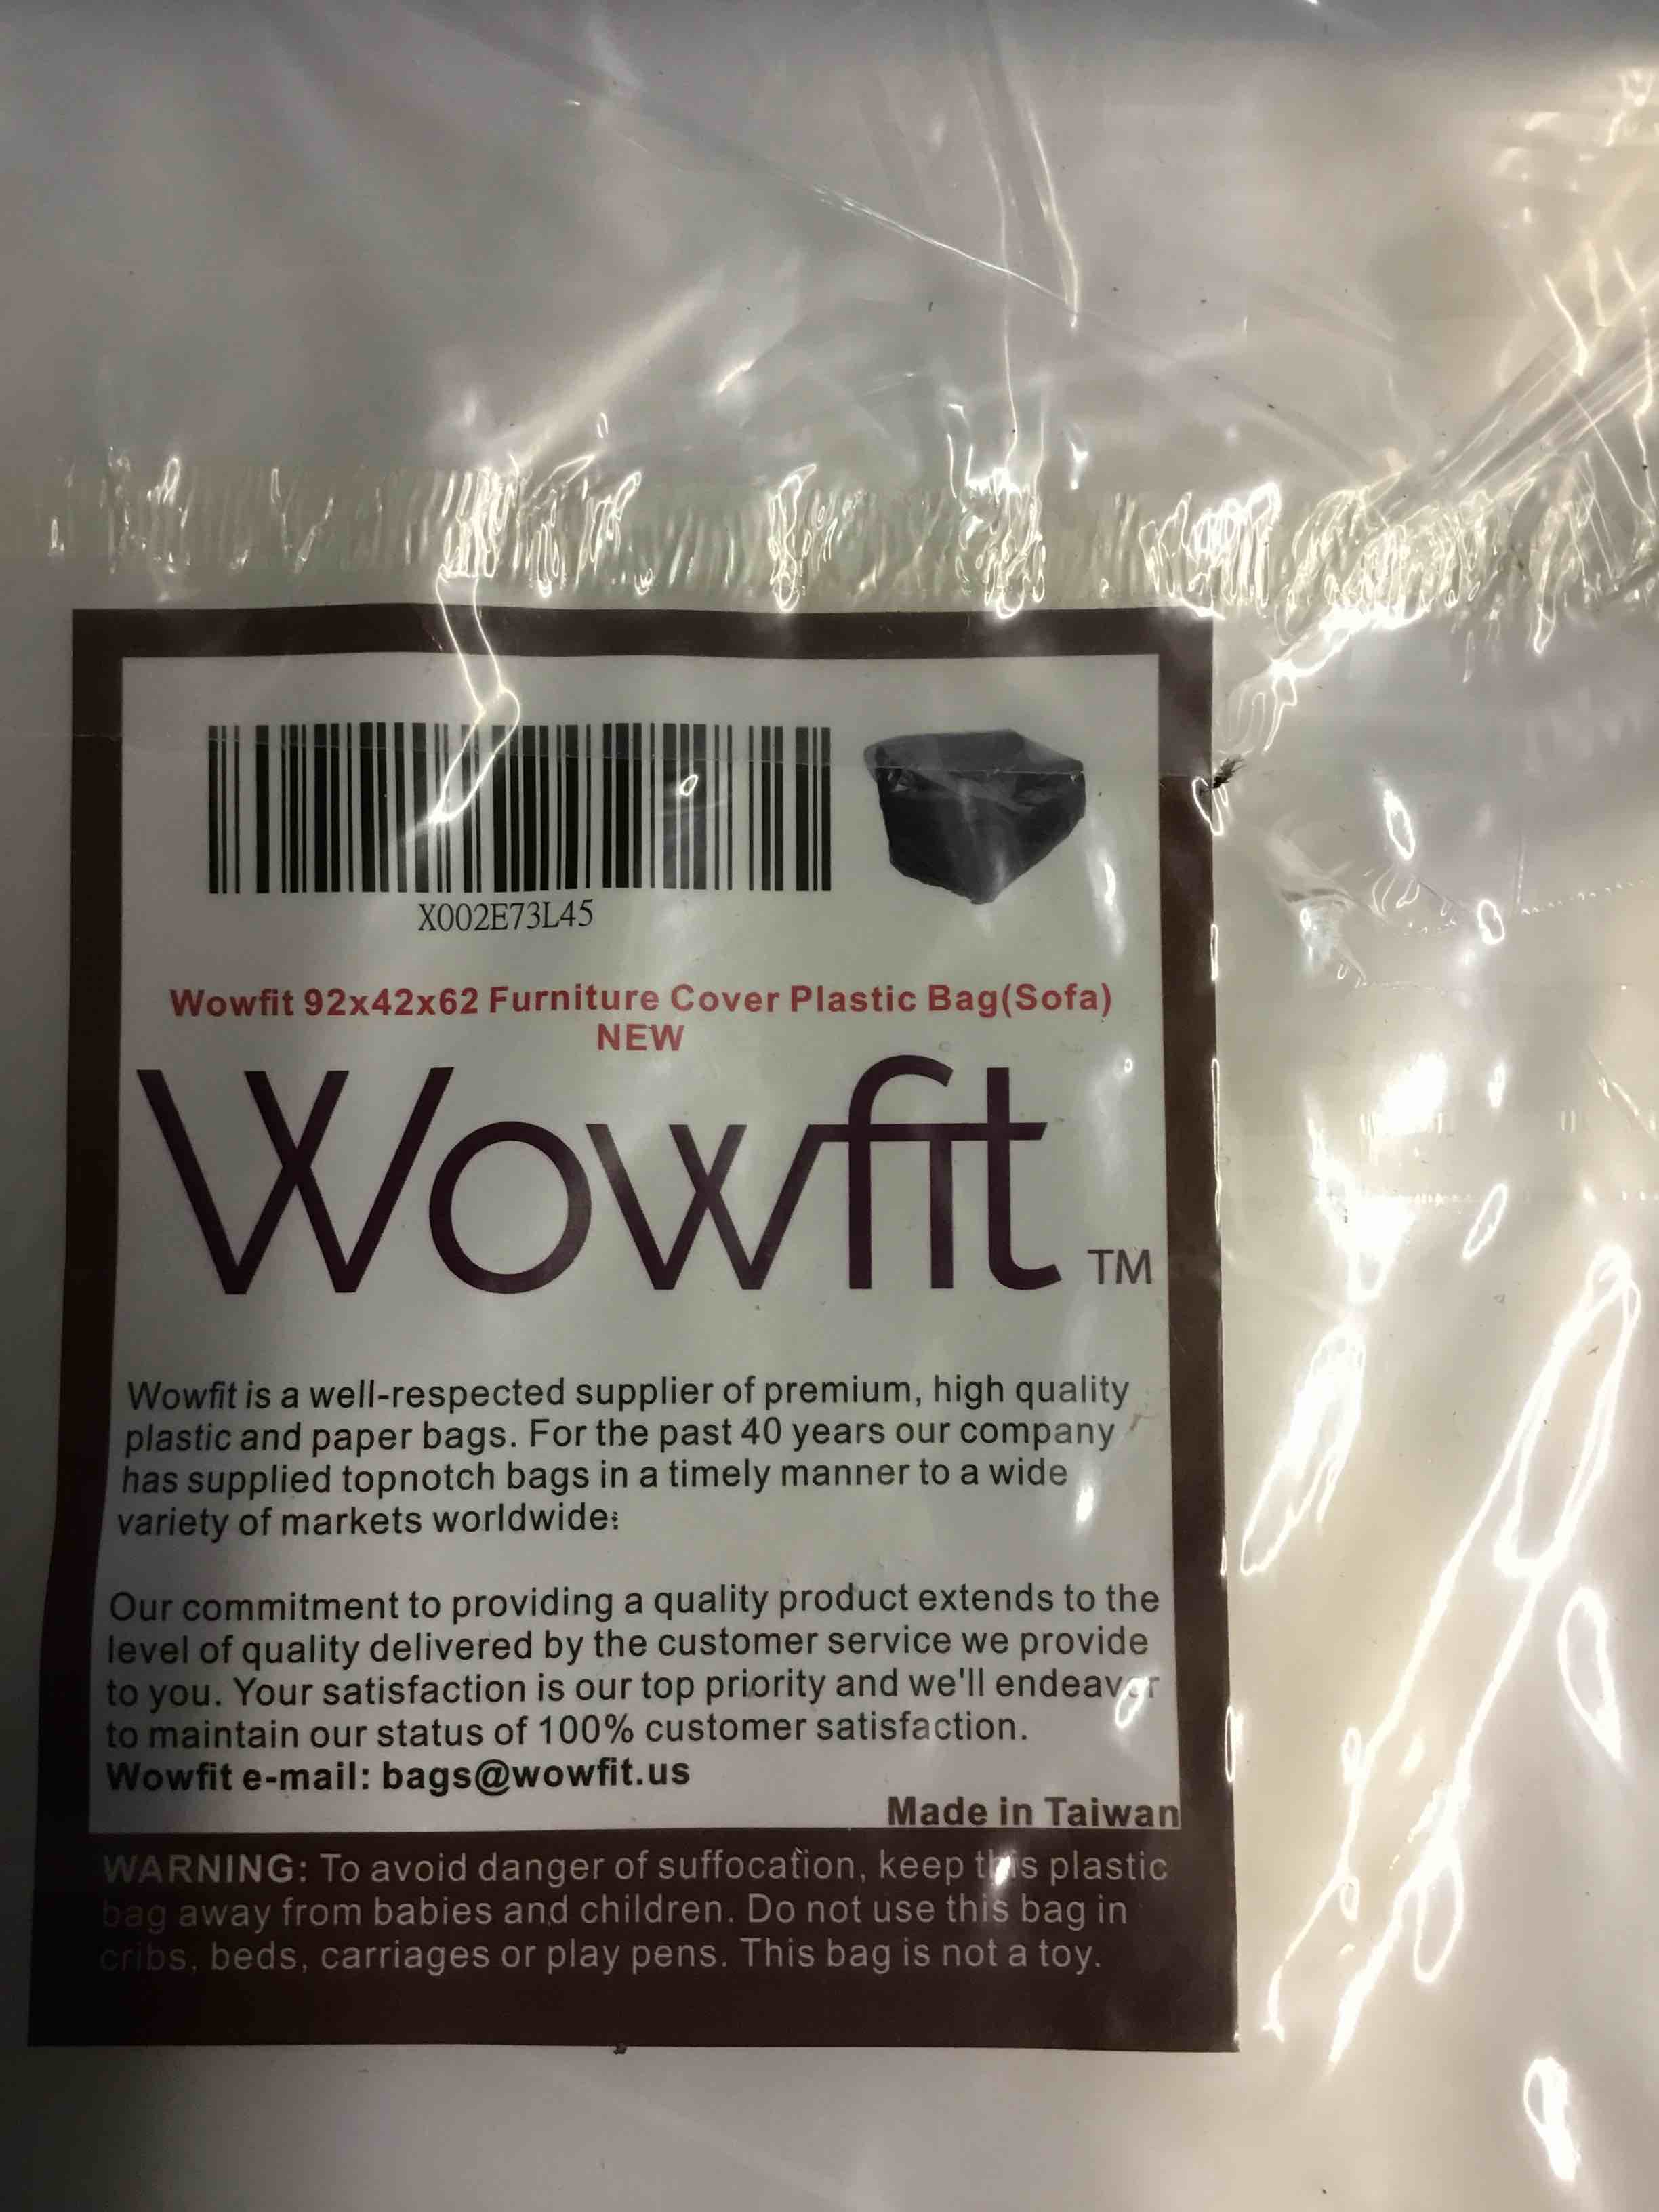 X002E73L45
Wowfit 92x42x62 Furniture Cover Plastic Bag(Sofa)
NEW
Wowfit TM
Wowfit is a well-respected supplier of premium, high quality
plastic and paper bags. For the past 40 years our company
has supplied topnotch bags in a timely manner to a wide
variety of markets worldwide:
Our commitment to providing a quality product extends to the
level of quality delivered by the customer service we provide
to you. Your satisfaction is our top priority and we'll endeavor
to maintain our status of 100% customer satisfaction.
Wowfit e-mail: bags@wowfit.us
Made in Taiwan
WARNING: To avoid danger of suffocation, keep this plastic
bag away from babies and children. Do not use this bag in
cribs, beds, carriages or play pens. This bag is not a toy.